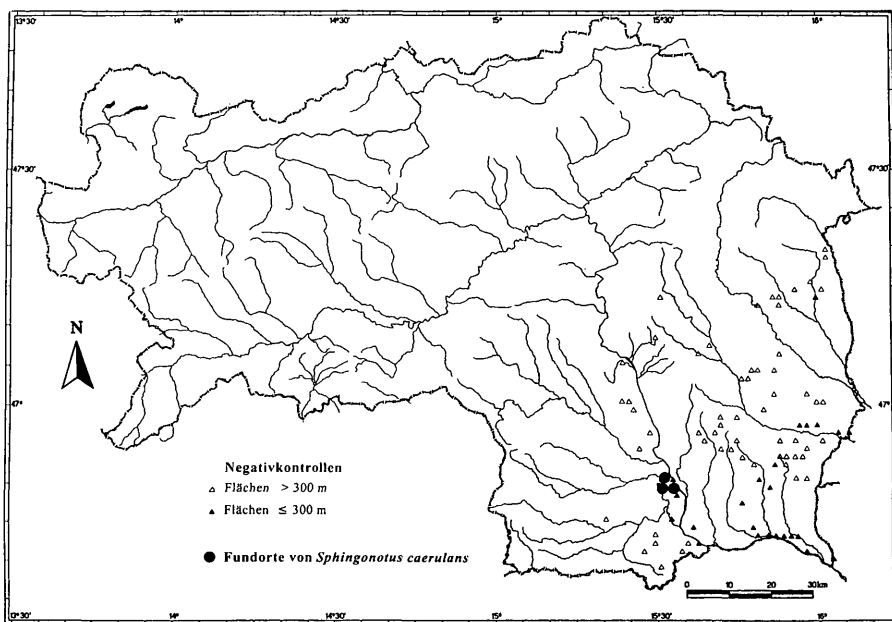 13°30' 14° 14°30' 15° 15°30' 16°
47°30' 47°30'
N
47° 47°
Negativkontrollen
Flächen > 300 m
Flächen ≤ 300 m
Fundorte von Sphingonotus caerulans
0 10 20 30km
13°30' 14° 14°30' 15° 15°30' 16°